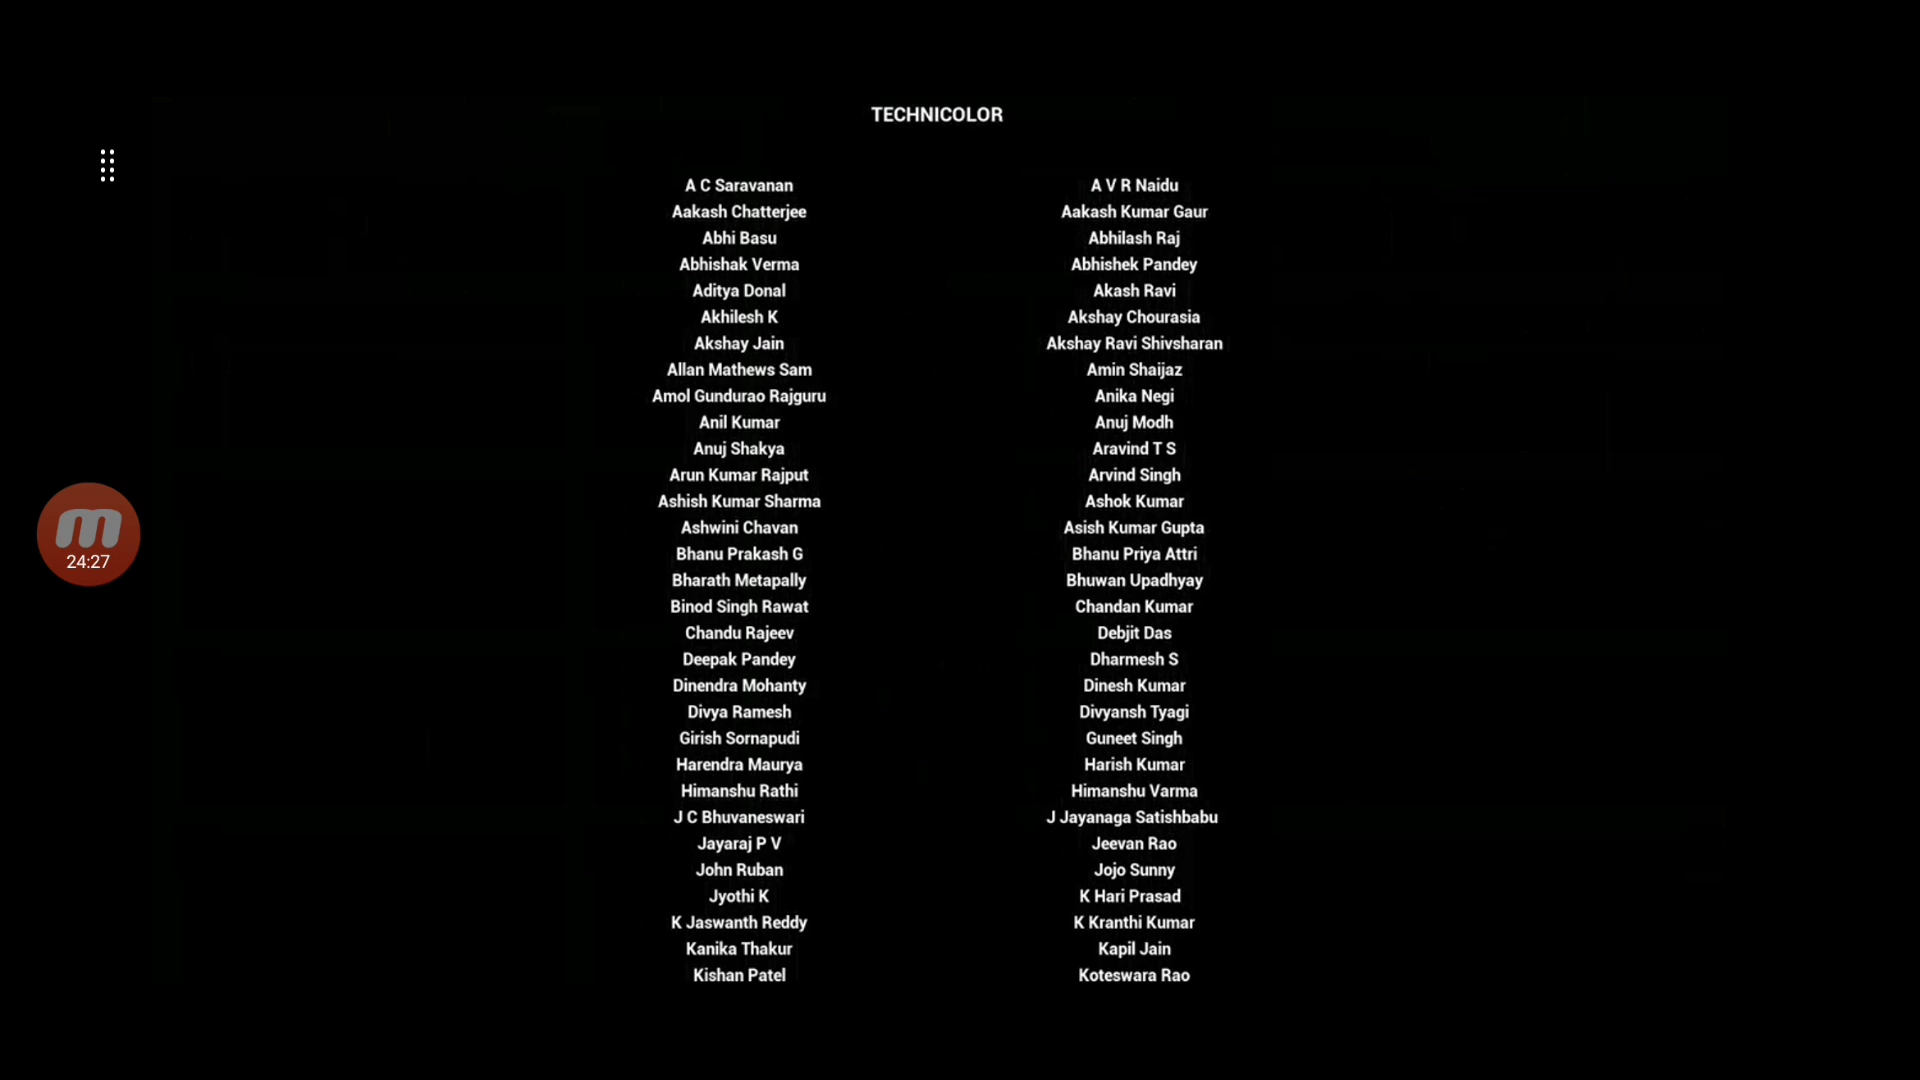 TECHNICOLOR
A C Saravanan A V R Naidu
Aakash Chatterjee Aakash Kumar Gaur
Abhi Basu Abhilash Raj
Abhishak Verma Abhishek Pandey
Aditya Donal Akash Ravi
Akhilesh K Akshay Chourasia
Akshay Jain Akshay Ravi Shivsharan
Allan Mathews Sam Amin Shaijaz
Amol Gundurao Rajguru Anika Negi
Anil Kumar Anuj Modh
Anuj Shakya Aravind T S
Arun Kumar Rajput Arvind Singh
Ashish Kumar Sharma Ashok Kumar
Ashwini Chavan Asish Kumar Gupta
Bhanu Prakash G Bhanu Priya Attri
Bharath Metapally Bhuwan Upadhyay
Binod Singh Rawat Chandan Kumar
Chandu Rajeev Debjit Das
Deepak Pandey Dharmesh S
Dinendra Mohanty Dinesh Kumar
Divya Ramesh Divyansh Tyagi
Girish Sornapudi Guneet Singh
Harendra Maurya Harish Kumar
Himanshu Rathi Himanshu Varma
J C Bhuvaneswari J Jayanaga Satishbabu
Jayaraj P V Jeevan Rao
John Ruban Jojo Sunny
Jyothi K K Hari Prasad
K Jaswanth Reddy K Kranthi Kumar
Kanika Thakur Kapil Jain
Kishan Patel Koteswara Rao
m
24:27